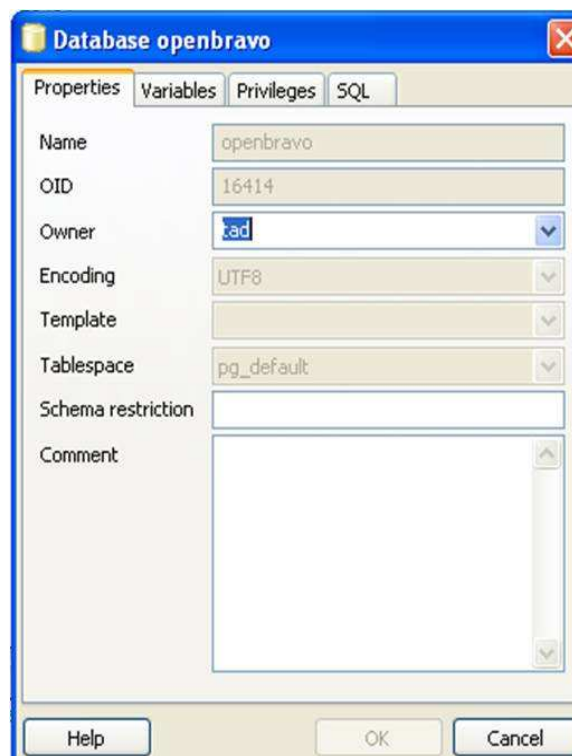 Database openbravo
Properties Variables Privileges SQL
Name openbravo
OID 16414
Owner tad
Encoding UTF8
Template
Tablespace pg_default
Schema restriction
Comment
Help OK Cancel